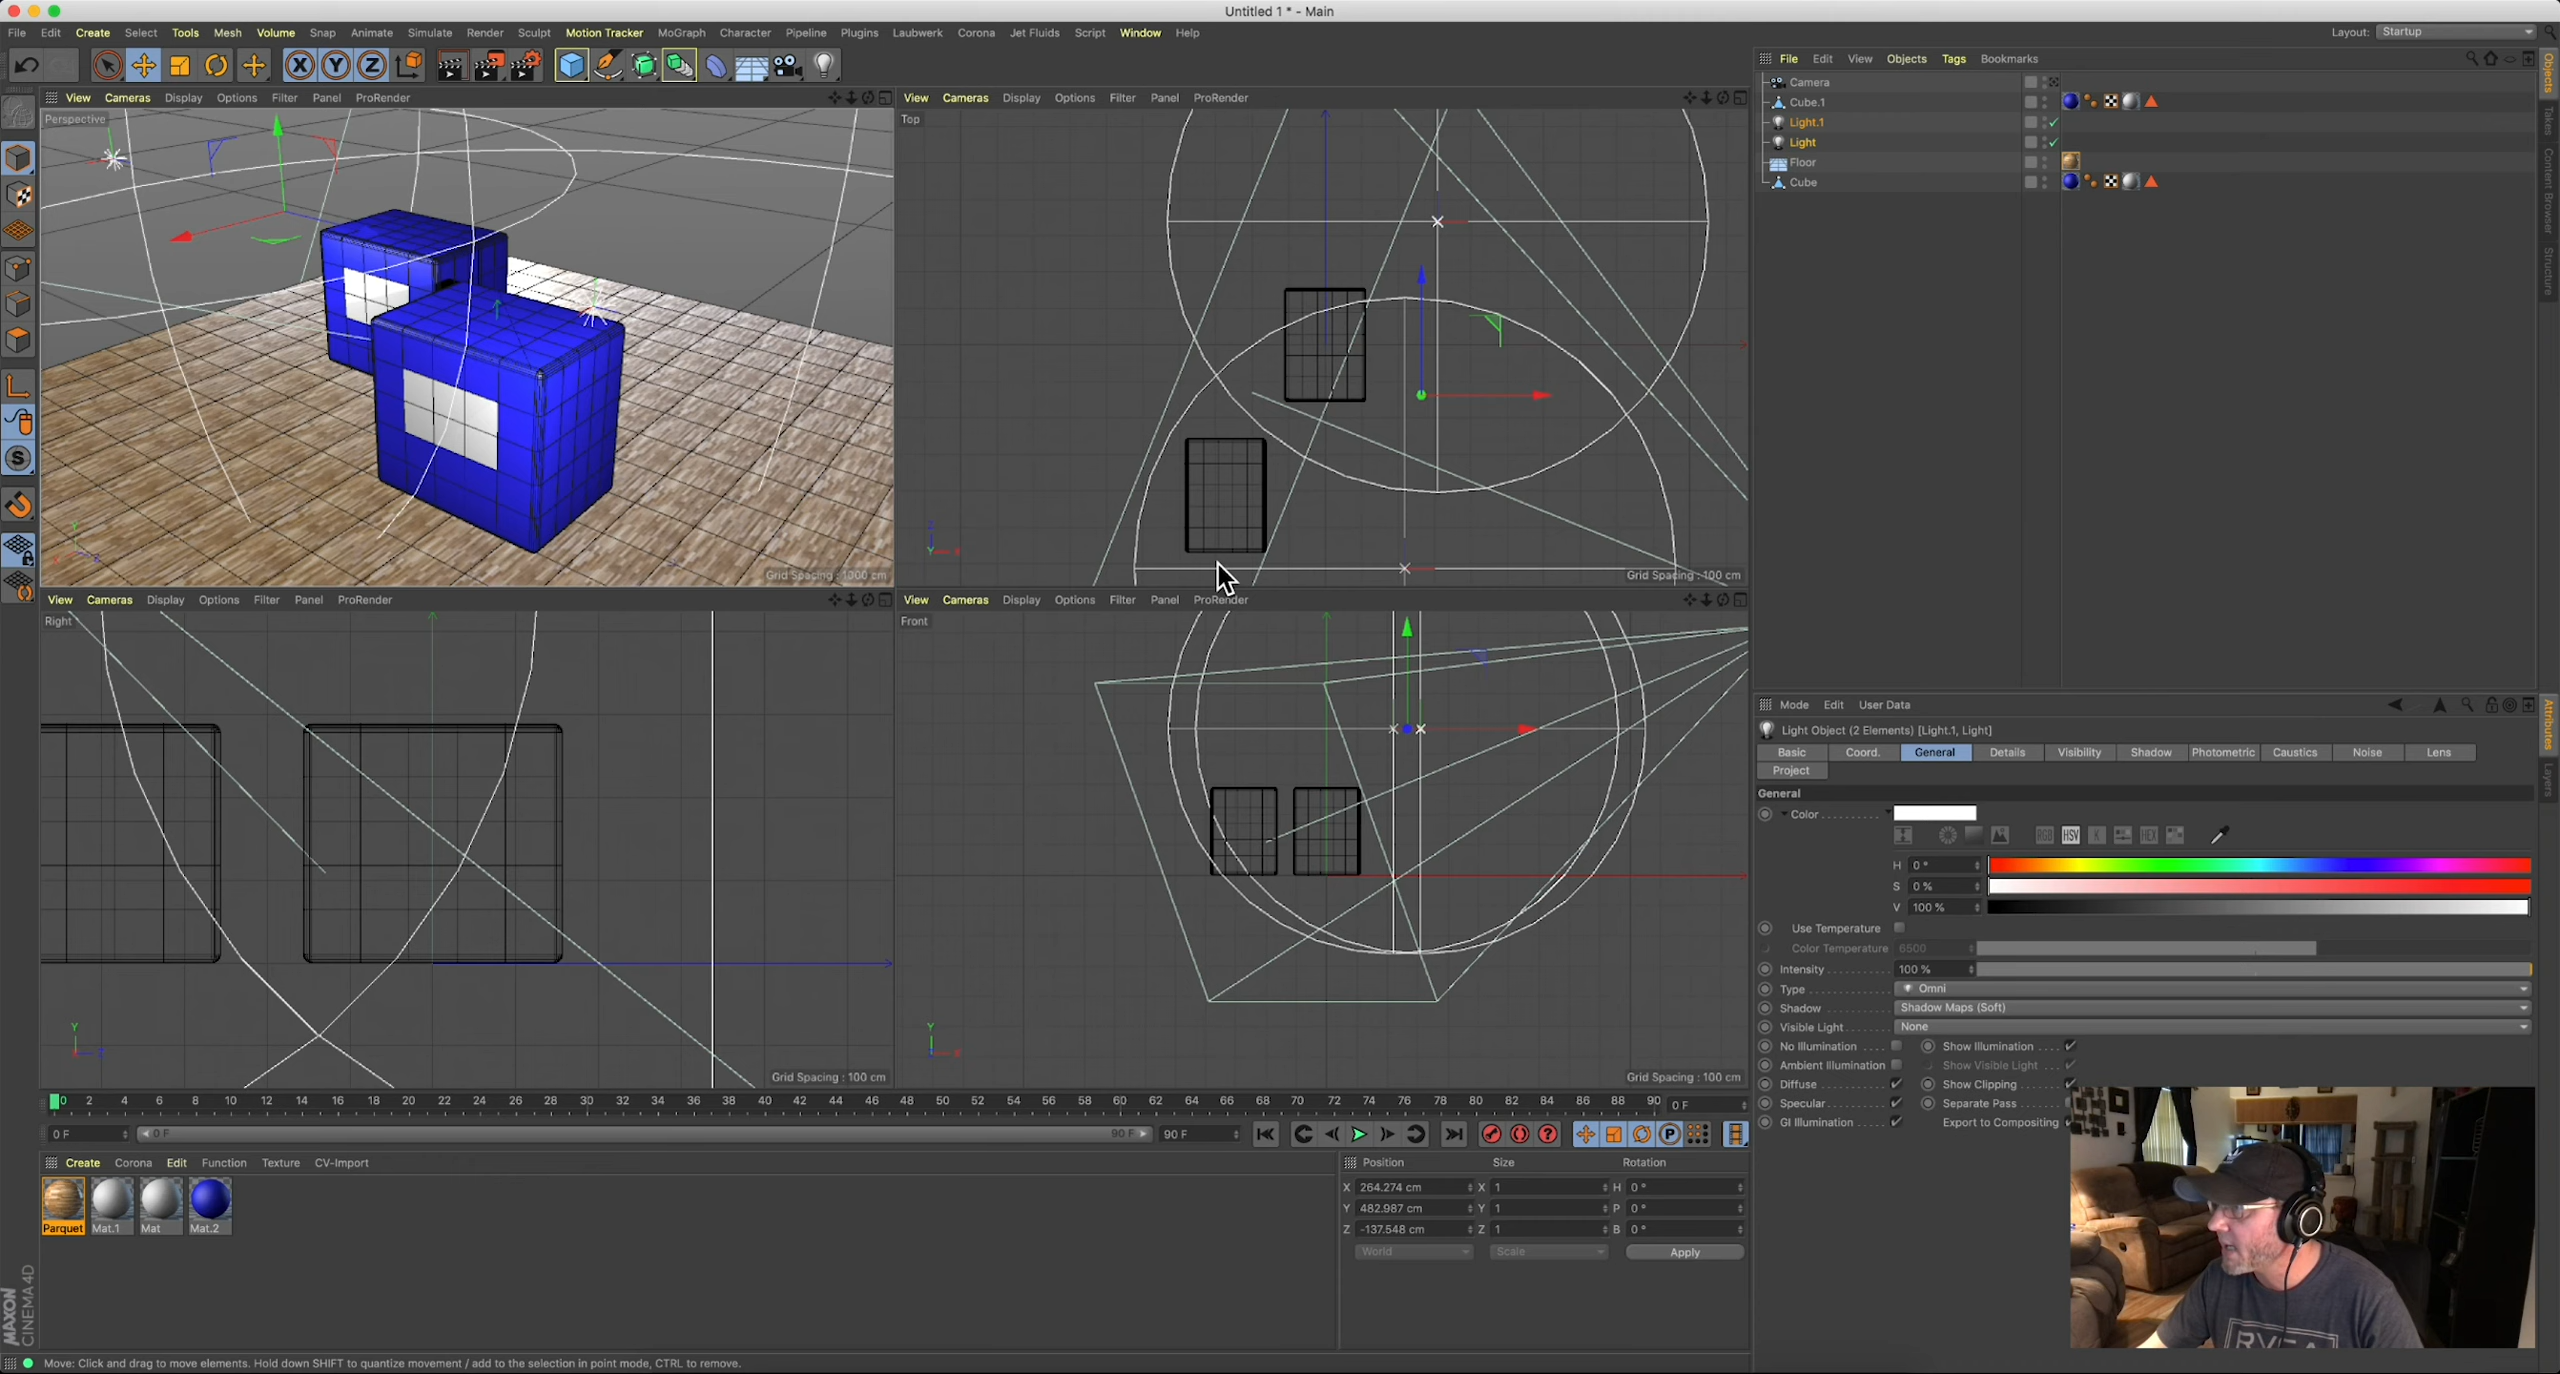 Untitled 1 * - Main
File Edit Create Select Tools Mesh Volume Snap Animate Simulate Render Sculpt Motion Tracker MoGraph Character Pipeline Plugins Laubwerk Corona Jet Fluids Script Window Help
Layout: Startup
File Edit View Objects Tags Bookmarks
Camera
Cube.1
Light.1
Light
Floor
Cube
Objects
Takes
Content Browser
Structure
View Cameras Display Options Filter Panel ProRender
Perspective
Grid Spacing : 1000 cm
View Cameras Display Options Filter Panel ProRender
Top
Grid Spacing : 100 cm
View Cameras Display Options Filter Panel ProRender
Right
Grid Spacing : 100 cm
View Cameras Display Options Filter Panel ProRender
Front
Grid Spacing : 100 cm
Mode Edit User Data
Light Object (2 Elements) [Light.1, Light]
Basic Coord. General Details Visibility Shadow Photometric Caustics Noise Lens
Project
Attributes
Layers
General
Color
RGB HSV K HEX
H 0 °
S 0 %
V 100 %
Use Temperature
Color Temperature 6500
Intensity 100 %
Type Omni
Shadow Shadow Maps (Soft)
Visible Light None
No Illumination Show Illumination
Ambient Illumination Show Visible Light
Diffuse Show Clipping
Specular Separate Pass
GI Illumination Export to Compositing
0 2 4 6 8 10 12 14 16 18 20 22 24 26 28 30 32 34 36 38 40 42 44 46 48 50 52 54 56 58 60 62 64 66 68 70 72 74 76 78 80 82 84 86 88 90 0 F
0 F 0 F 90 F 90 F
Create Corona Edit Function Texture CV-Import
Parquet Mat.1 Mat Mat.2
Position Size Rotation
X 264.274 cm X 1 H 0 °
Y 482.987 cm Y 1 P 0 °
Z -137.548 cm Z 1 B 0 °
World Scale Apply
MAXON
CINEMA 4D
Move: Click and drag to move elements. Hold down SHIFT to quantize movement / add to the selection in point mode, CTRL to remove.